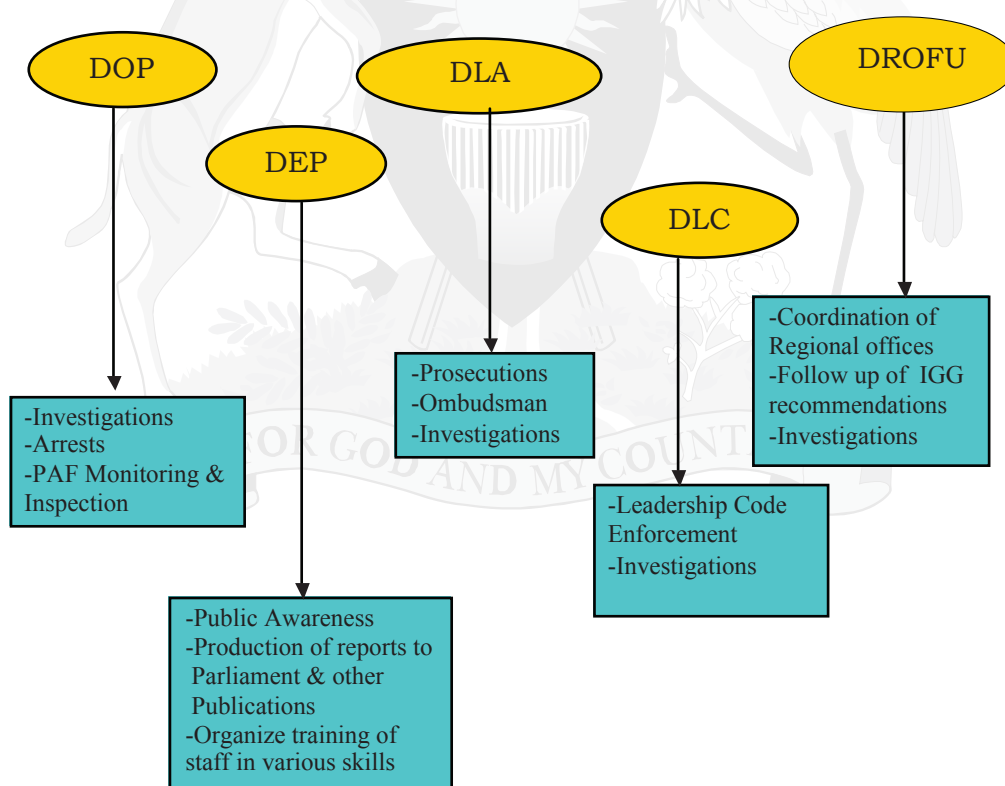 DOP
DLA
DROFU
DEP
DLC
-Investigations
-Arrests
-PAF Monitoring &
Inspection
-Public Awareness
-Production of reports to
Parliament & other
Publications
-Organize training of
staff in various skills
-Prosecutions
-Ombudsman
-Investigations
-Leadership Code
Enforcement
-Investigations
-Coordination of
Regional offices
-Follow up of IGG
recommendations
-Investigations
FOR GOD AND MY COUNT